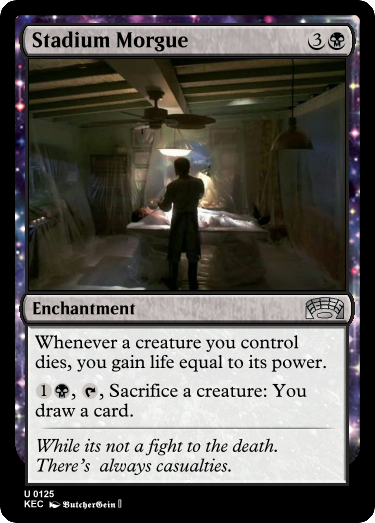 Stadium Morgue 3
Enchantment
Whenever a creature you control
dies, you gain life equal to its power.
1 , , Sacrifice a creature: You
draw a card.
While its not a fight to the death.
There's always casualties.
U 0125
KEC ButcherGein